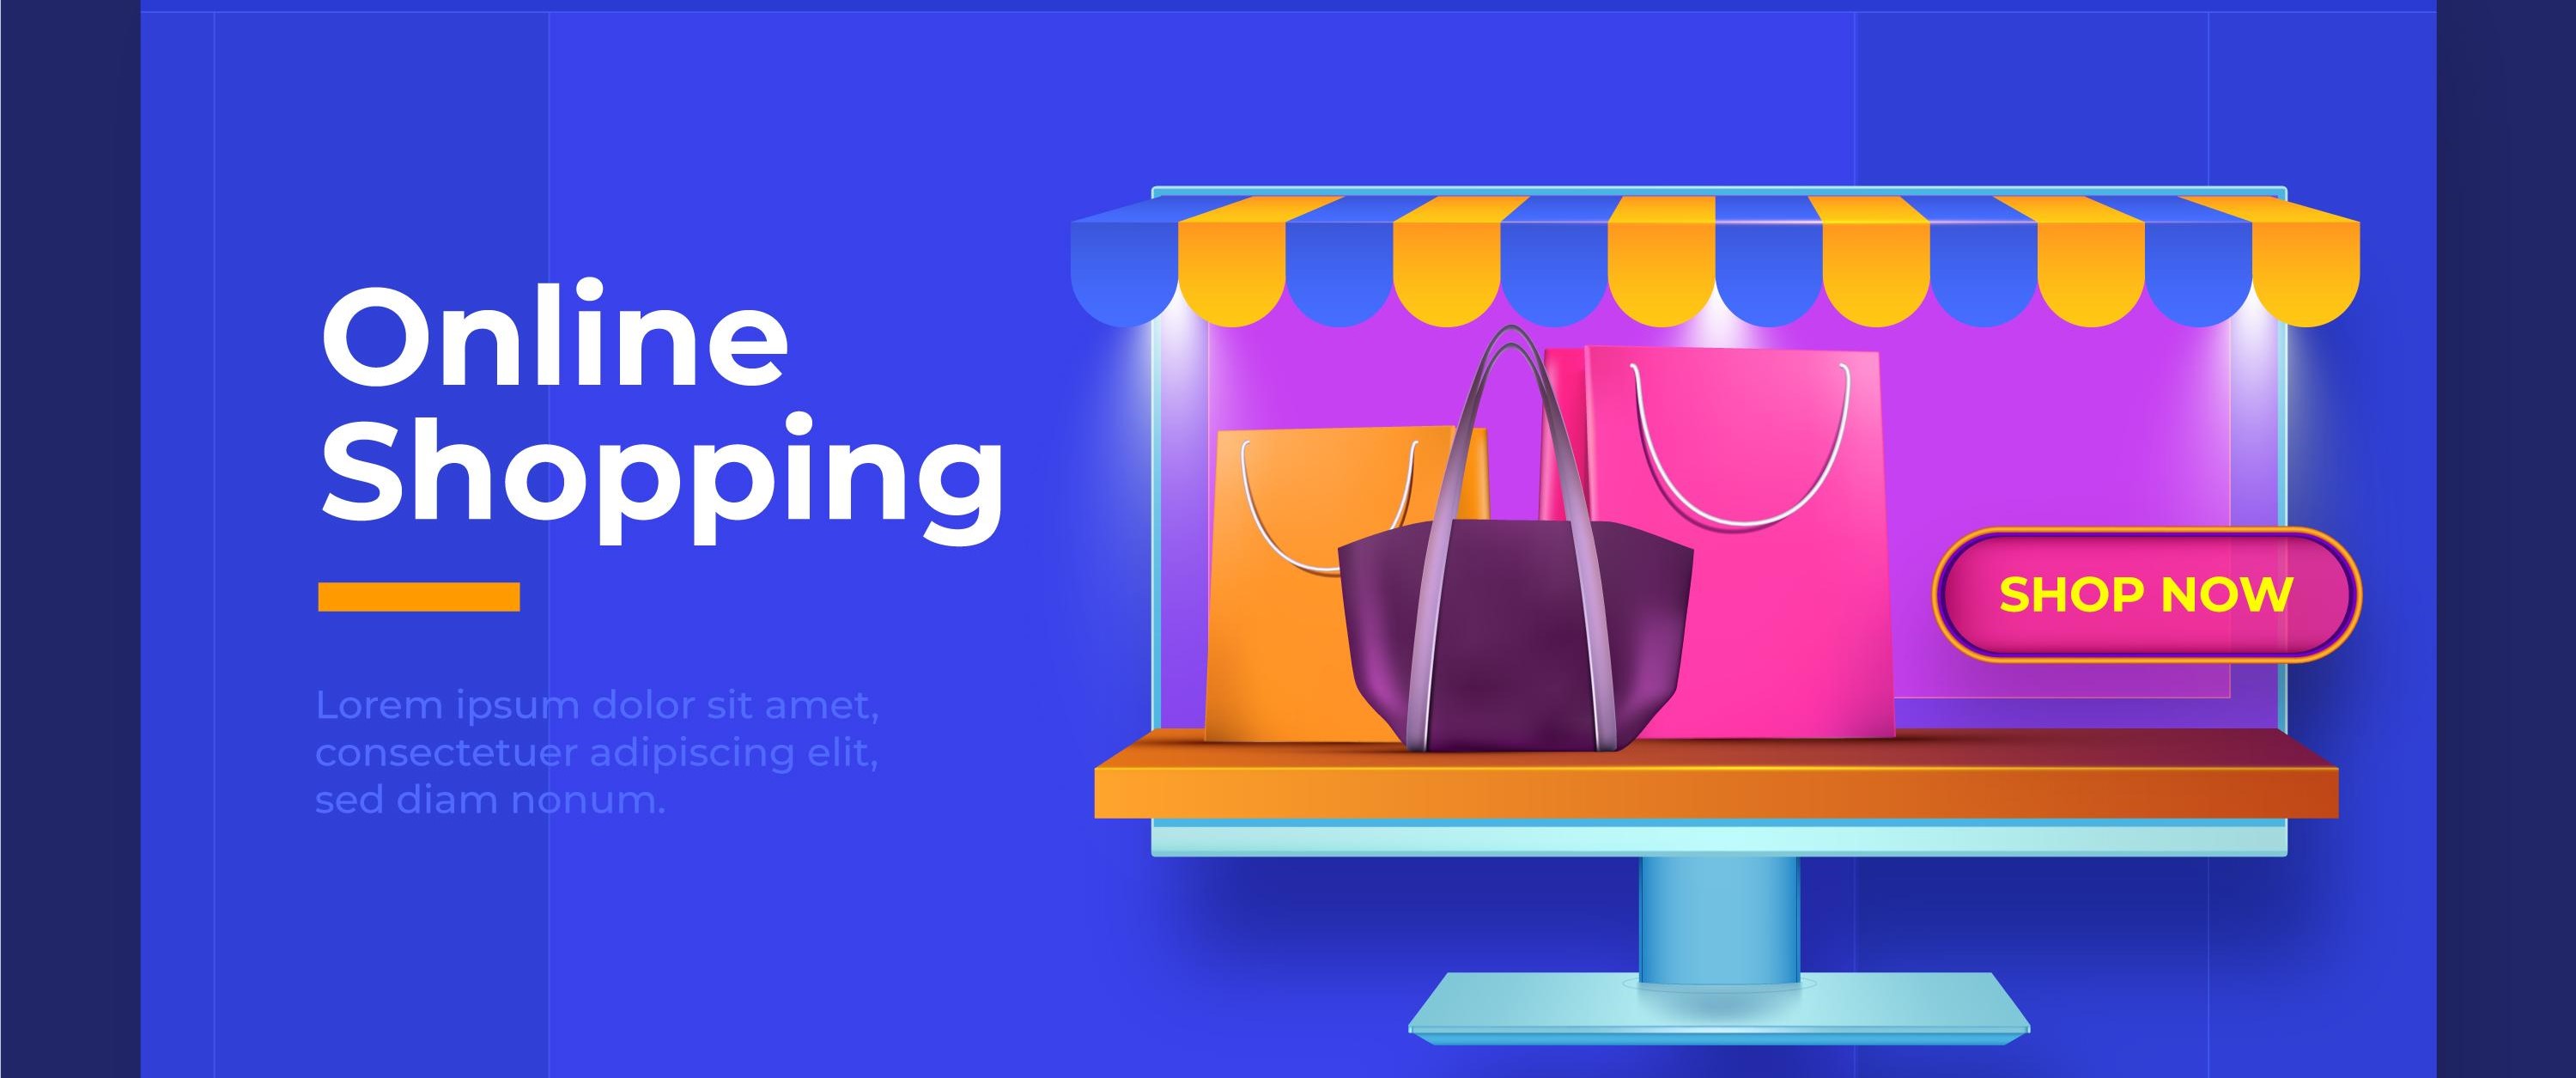 Online
Shopping
Lorem ipsum dolor sit amet,
consectetuer adipiscing elit,
sed diam nonum.
SHOP NOW